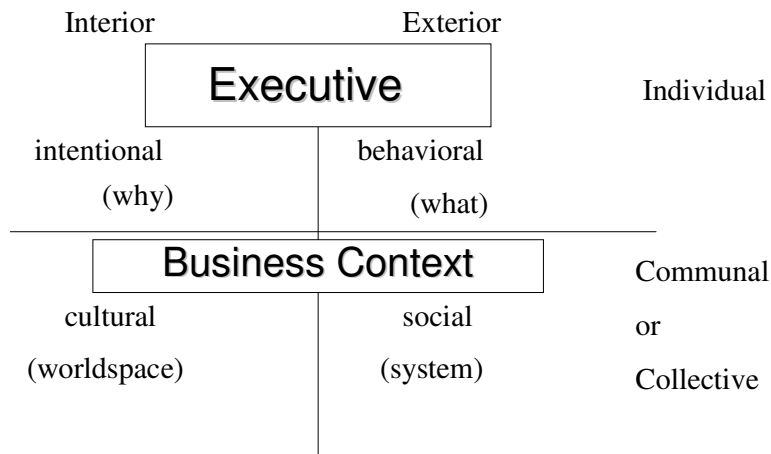 Interior Exterior
Executive
Individual
intentional behavioral
(why) (what)
Business Context
Communal
cultural social
or
(worldspace) (system)
Collective